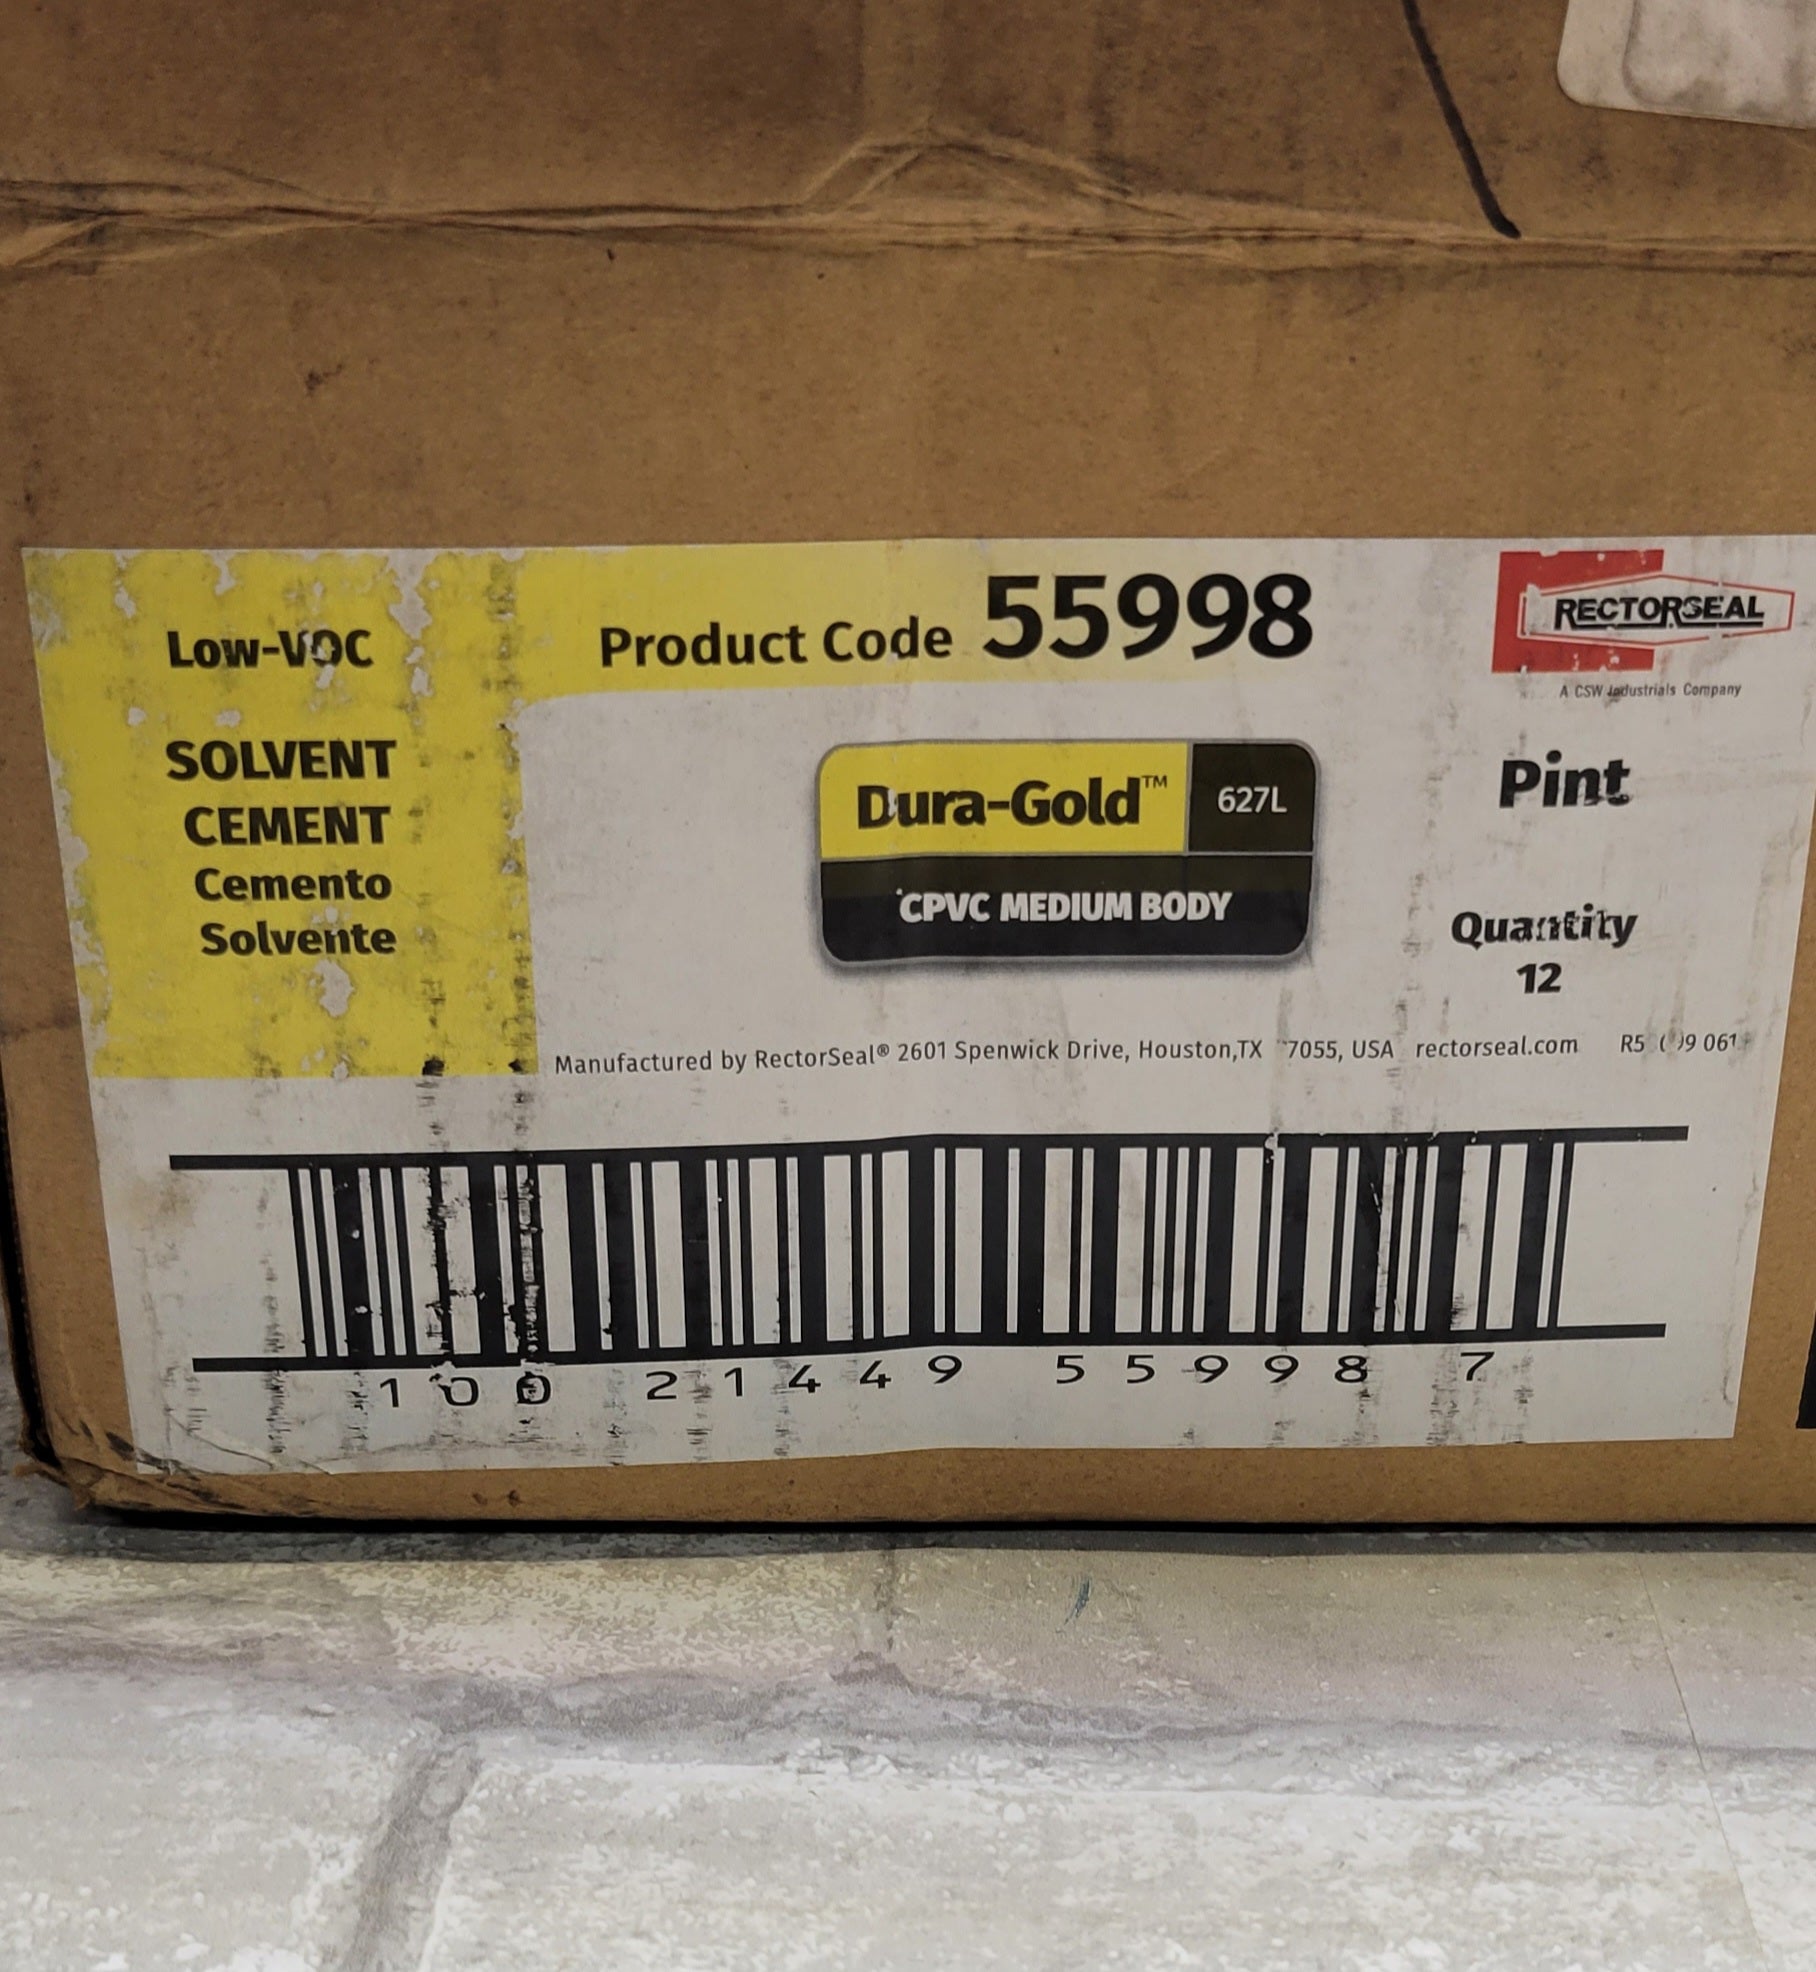 Low-VOC
SOLVENT
CEMENT
Cemento
Solvente
Product Code 55998
RECTORSEAL
A CSW Industrials Company
Dura-Gold™ 627L
CPVC MEDIUM BODY
Pint
Quantity
12
Manufactured by RectorSeal® 2601 Spenwick Drive, Houston,TX 7055, USA rectorseal.com
1 0 0 2 1 4 4 9 5 5 9 9 8 7